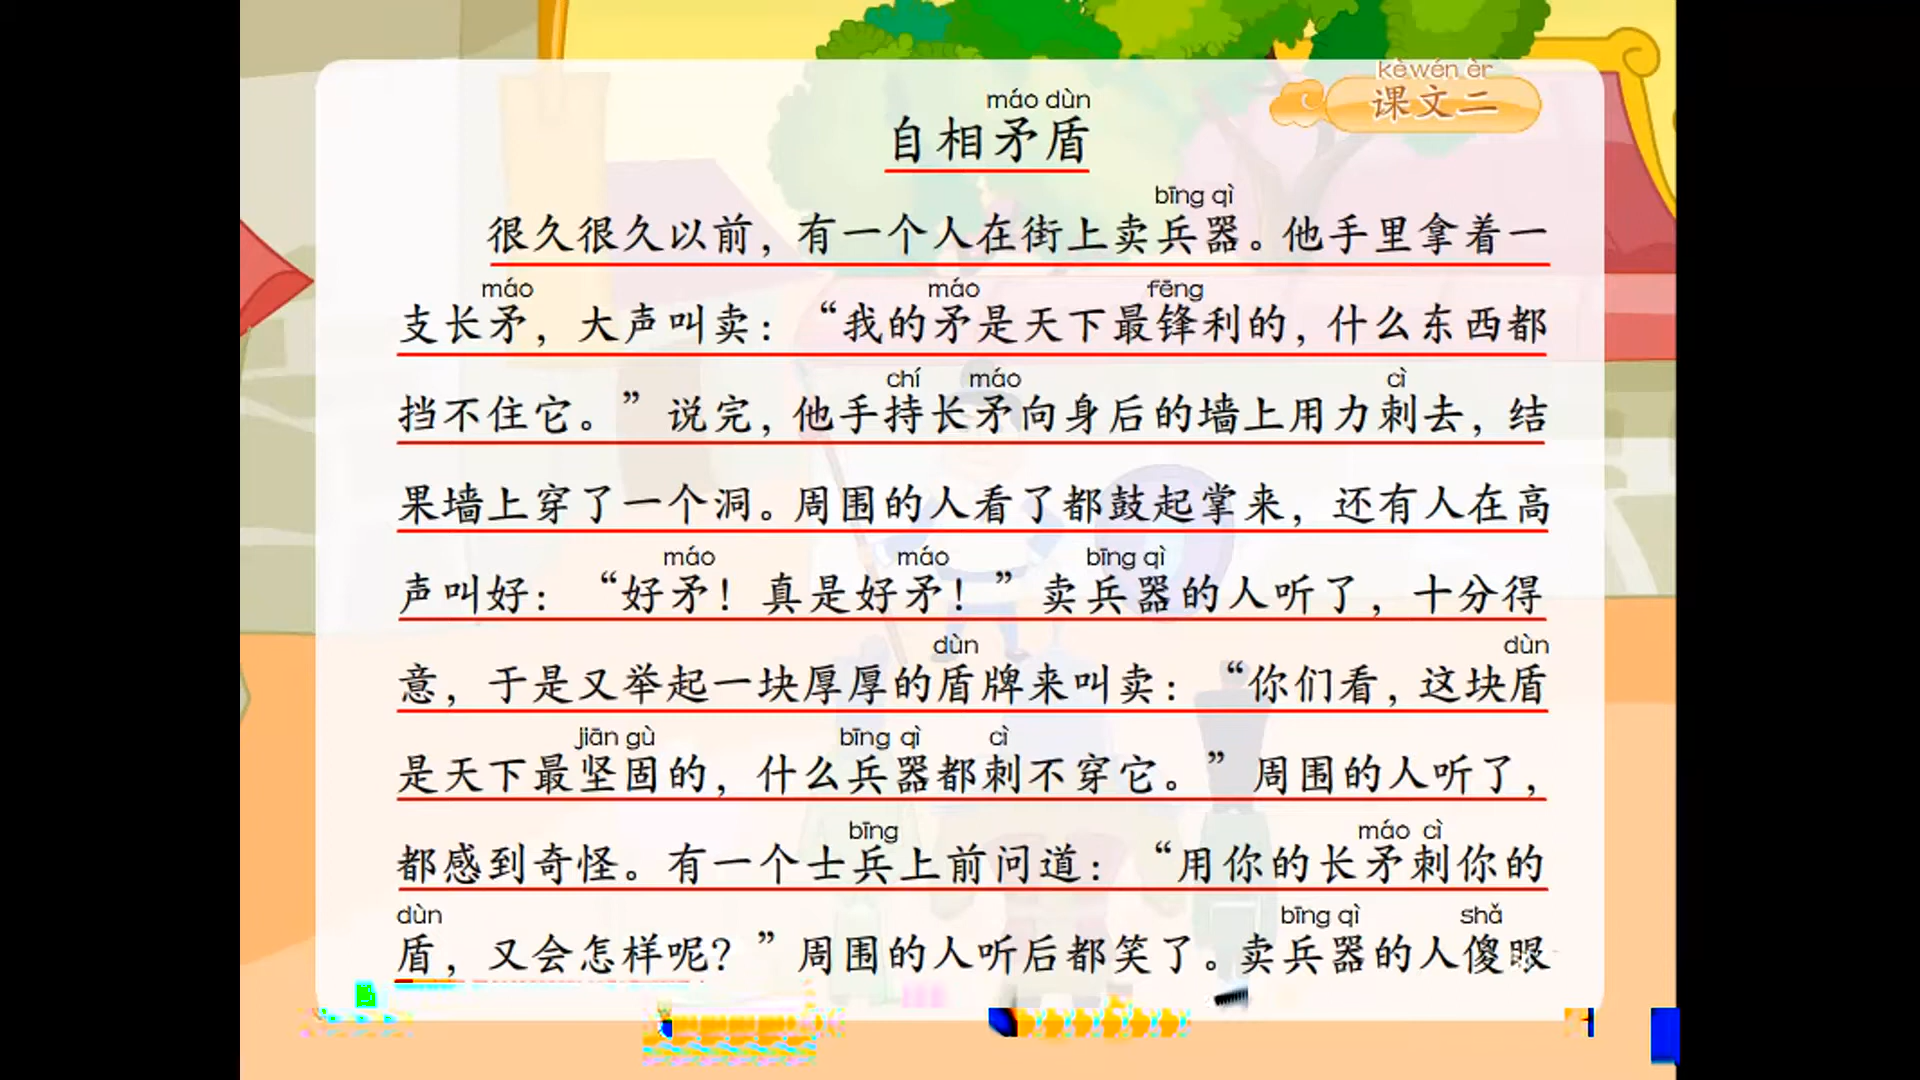 kèwén èr
课文二
máo dùn
自相矛盾
bīng qì
很久很久以前，有一个人在街上卖兵器。他手里拿着一
máo máo fēng
支长矛，大声叫卖：“我的矛是天下最锋利的，什么东西都
chí máo cì
挡不住它。”说完，他手持长矛向身后的墙上用力刺去，结
果墙上穿了一个洞。周围的人看了都鼓起掌来，还有人在高
máo máo bīng qì
声叫好：“好矛！真是好矛！”卖兵器的人听了，十分得
dùn dùn
意，于是又举起一块厚厚的盾牌来叫卖：“你们看，这块盾
jiān gù bīng qì cì
是天下最坚固的，什么兵器都刺不穿它。”周围的人听了，
bīng máo cì
都感到奇怪。有一个士兵上前问道：“用你的长矛刺你的
dùn bīng qì shǎ
盾，又会怎样呢？”周围的人听后都笑了。卖兵器的人傻眼